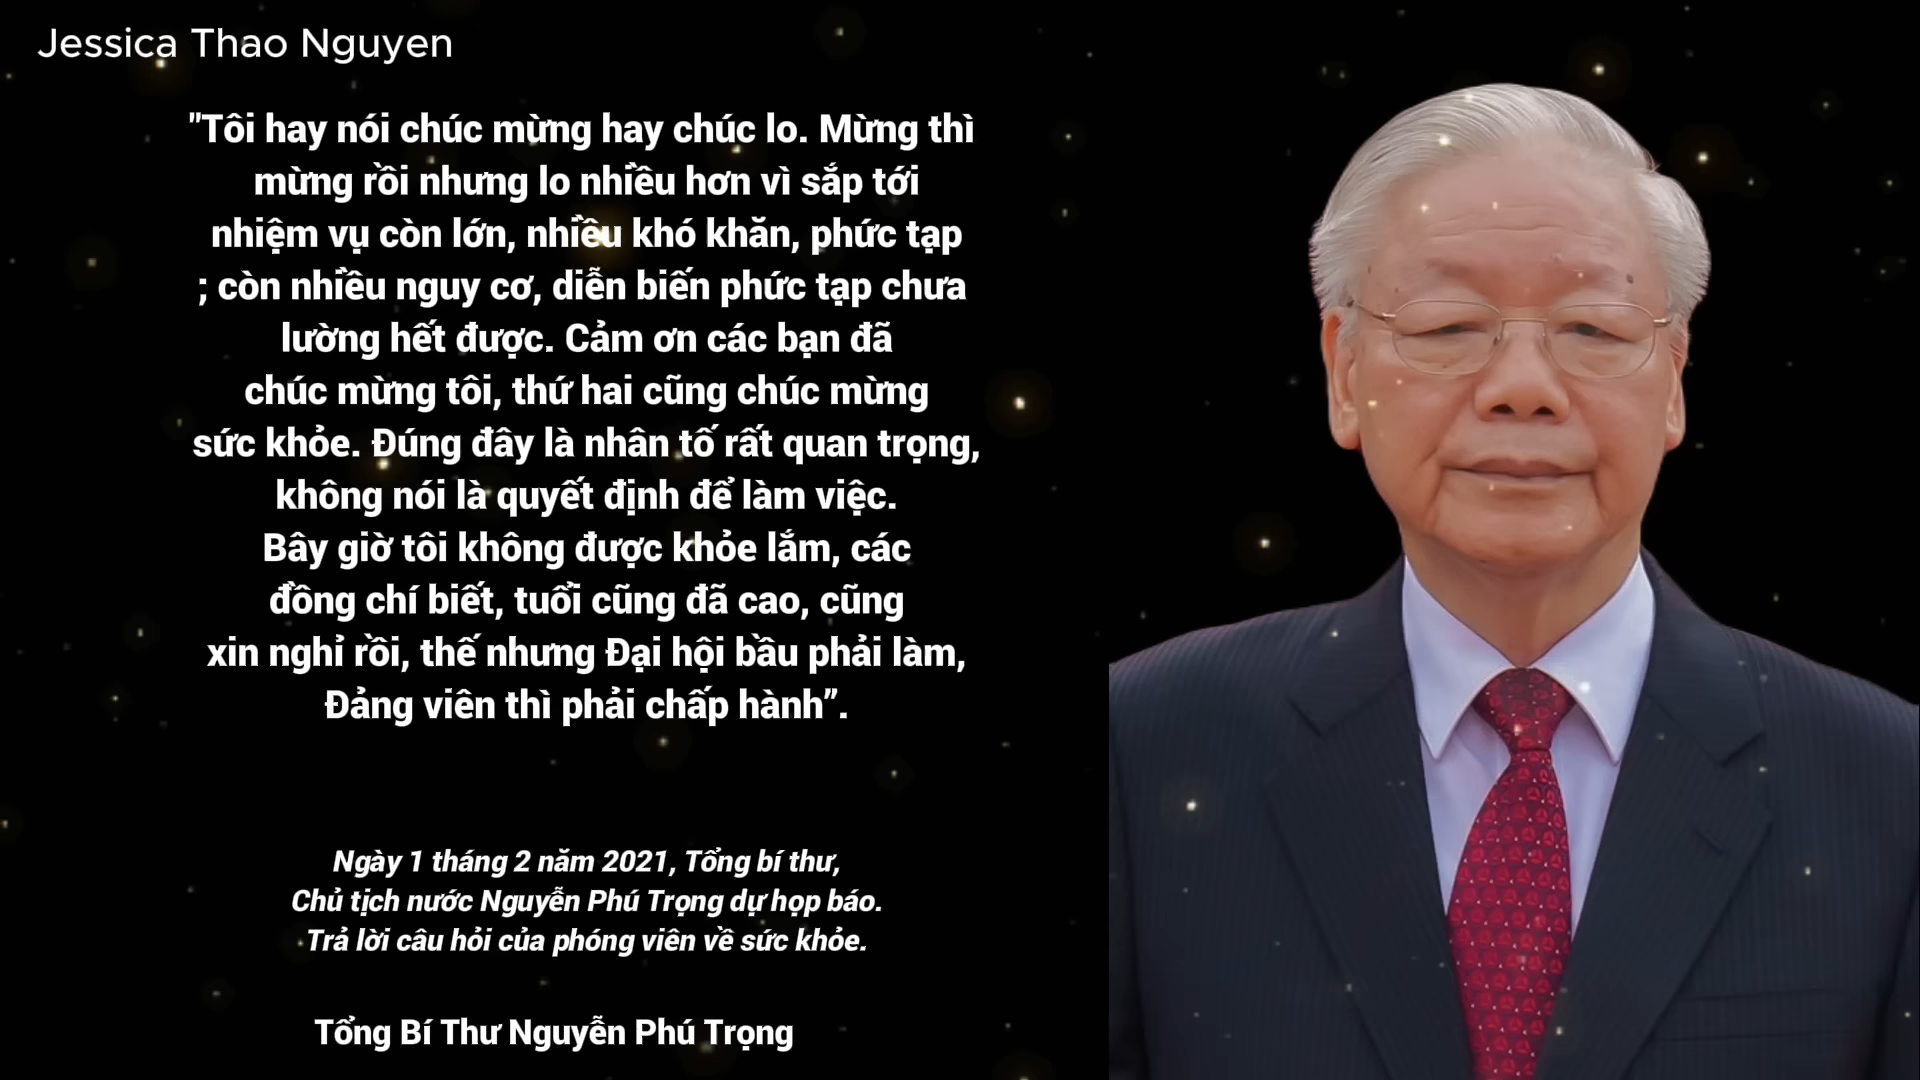 Jessica Thao Nguyen
"Tôi hay nói chúc mừng hay chúc lo. Mừng thì
mừng rồi nhưng lo nhiều hơn vì sắp tới
nhiệm vụ còn lớn, nhiều khó khăn, phức tạp
; còn nhiều nguy cơ, diễn biến phức tạp chưa
lường hết được. Cảm ơn các bạn đã
chúc mừng tôi, thứ hai cũng chúc mừng
sức khỏe. Đúng đây là nhân tố rất quan trọng,
không nói là quyết định để làm việc.
Bây giờ tôi không được khỏe lắm, các
đồng chí biết, tuổi cũng đã cao, cũng
xin nghỉ rồi, thế nhưng Đại hội bầu phải làm,
Đảng viên thì phải chấp hành”.
Ngày 1 tháng 2 năm 2021, Tổng bí thư,
Chủ tịch nước Nguyễn Phú Trọng dự họp báo.
Trả lời câu hỏi của phóng viên về sức khỏe.
Tổng Bí Thư Nguyễn Phú Trọng